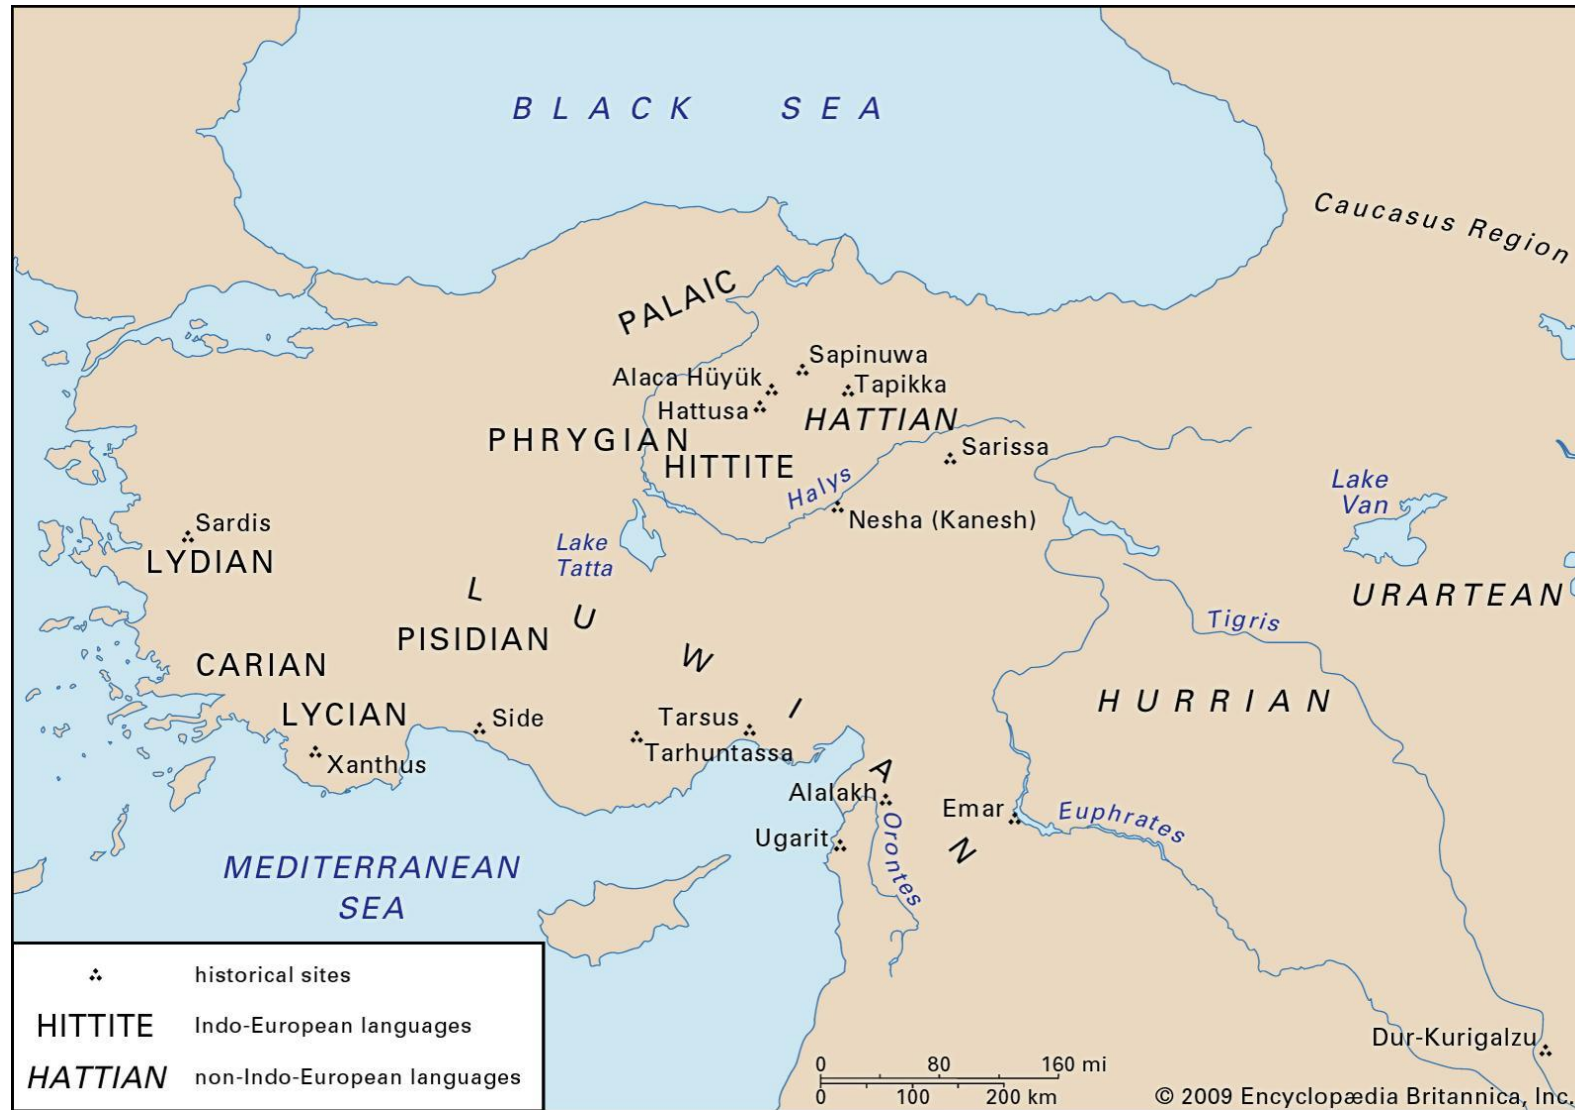 BLACK SEA
Caucasus Region
PALAIC
Sapinuwa
Alaca Hüyük
Tapikka
Hattusa
HATTIAN
PHRYGIAN
Sarissa
HITTITE
Halys
Lake
Van
Nesha (Kanesh)
Sardis
Lake
Tatta
LYDIAN
URARTEAN
LUWIAN
Tigris
PISIDIAN
CARIAN
HURRIAN
LYCIAN
Side
Tarsus
Tarhuntassa
Xanthus
Alalakh
Emar
Euphrates
Ugarit
Orontes
MEDITERRANEAN
SEA
historical sites
HITTITE Indo-European languages
HATTIAN non-Indo-European languages
Dur-Kurigalzu
0 80 160 mi
0 100 200 km
© 2009 Encyclopædia Britannica, Inc.